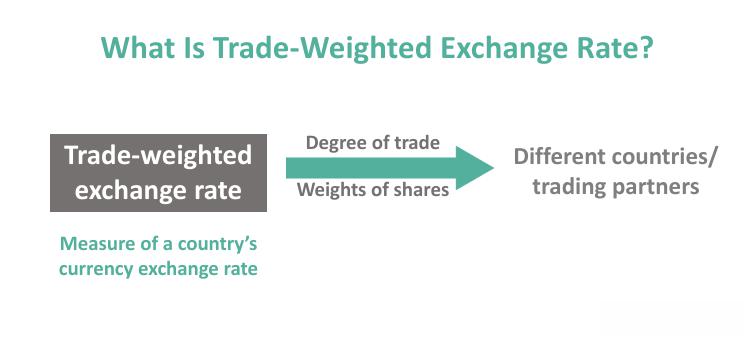 What Is Trade-Weighted Exchange Rate?
Trade-weighted
exchange rate
Degree of trade
Weights of shares
Different countries/
trading partners
Measure of a country's
currency exchange rate